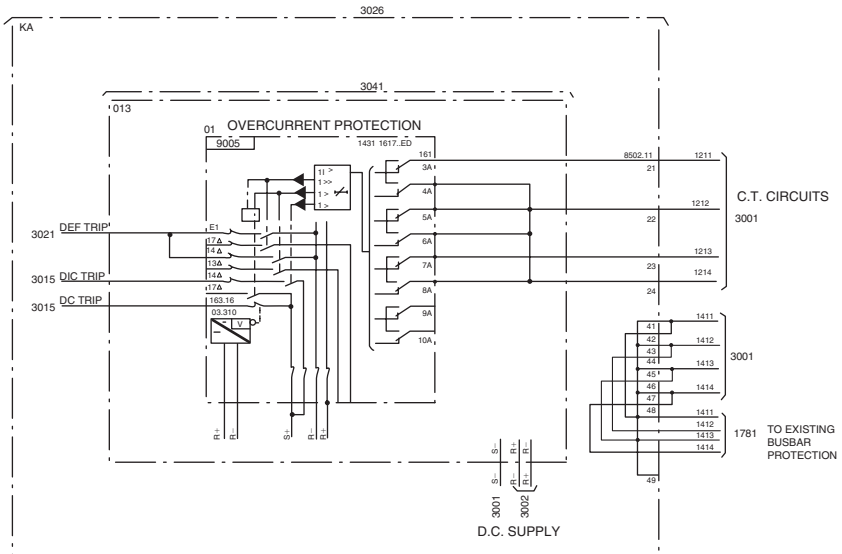 3026
KA
3041
013
01 OVERCURRENT PROTECTION
9005
1431 1617..ED
161
3A
4A
5A
6A
7A
8A
9A
10A
1I >
1 >>
1 >
1 >
8502.11
21
22
23
24
1211
1212
1213
1214
C.T. CIRCUITS
3001
3021 DEF TRIP
3015 DIC TRIP
3015 DC TRIP
E1
17Δ
14Δ
13Δ
14Δ
17Δ
163.16
03.310
V
R+
R−
S+
R−
R+
41
42
43
44
45
46
47
48
49
1411
1412
1413
1414
3001
1411
1412
1413
1414
1781
TO EXISTING
BUSBAR
PROTECTION
S−
R+
R−
S−
R−
R+
3001
3002
D.C. SUPPLY